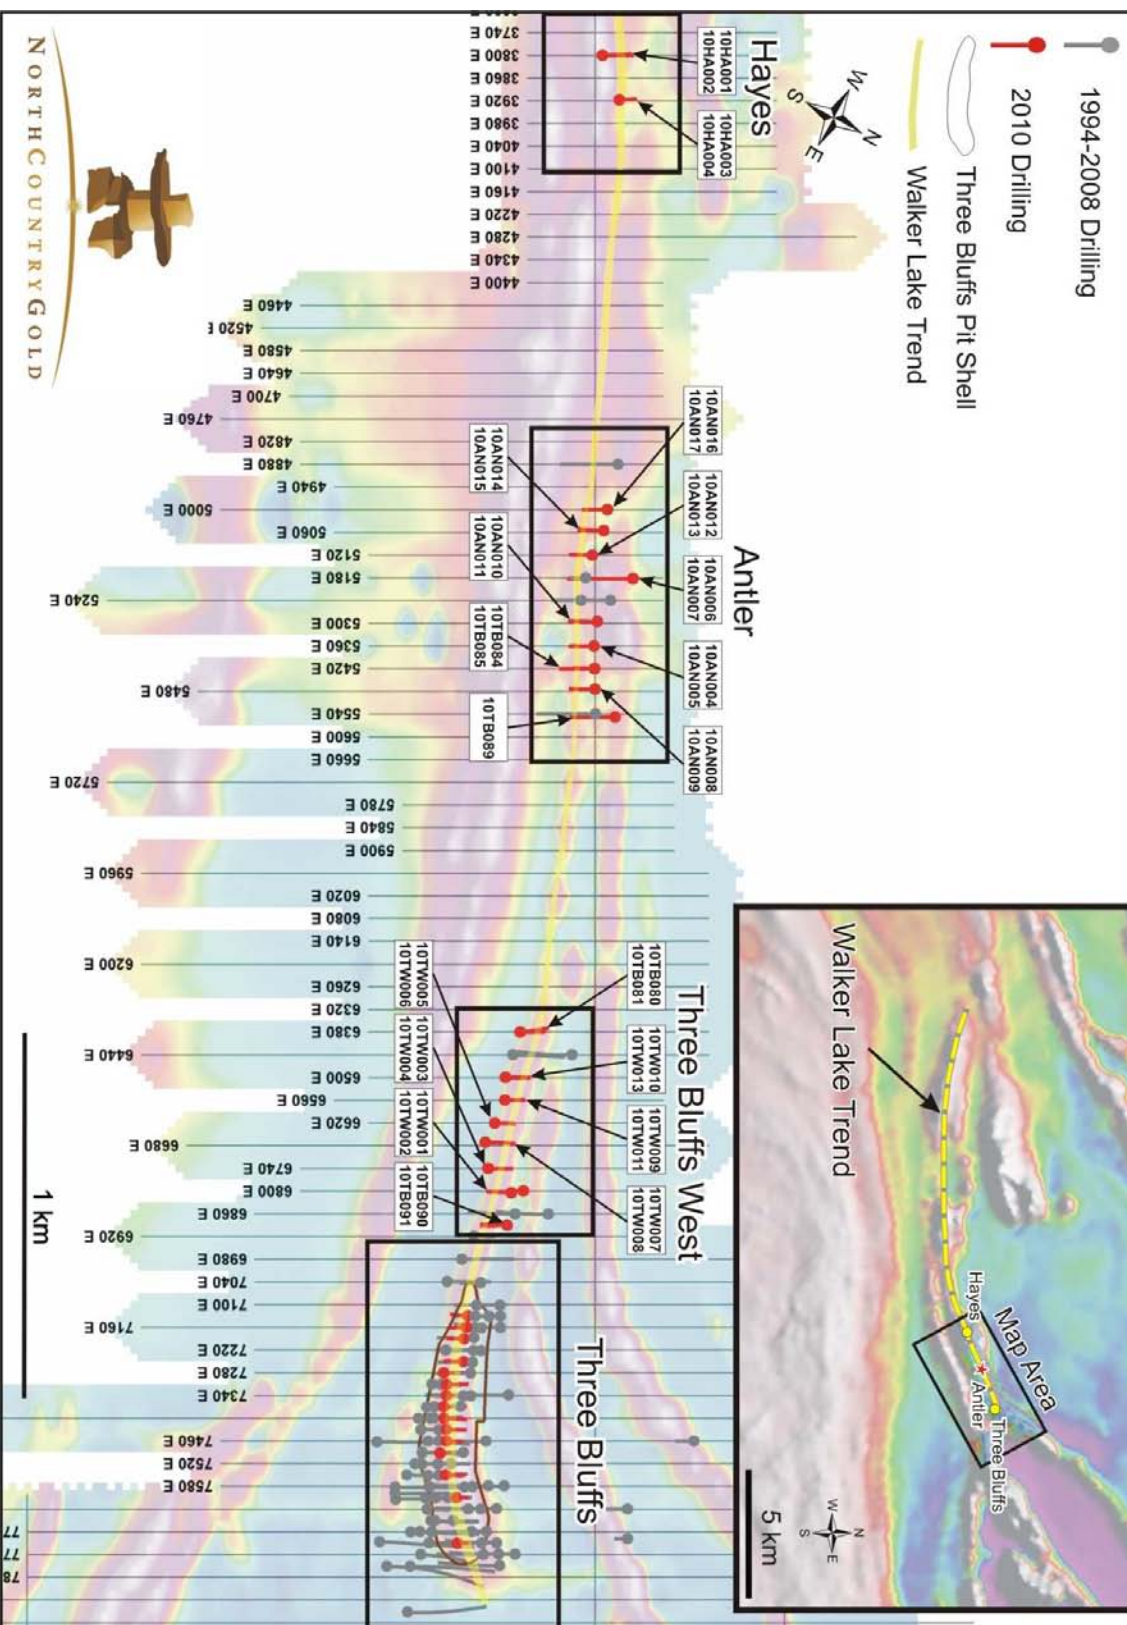 1994-2008 Drilling
2010 Drilling
Three Bluffs Pit Shell
Walker Lake Trend
N
E
S
W
NORTHCOUNTRYGOLD
Hayes
10HA001
10HA002
10HA003
10HA004
Antler
10AN016
10AN017
10AN012
10AN013
10AN006
10AN007
10AN004
10AN005
10AN008
10AN009
10AN014
10AN015
10AN010
10AN011
10TB084
10TB085
10TB089
Three Bluffs West
10TB080
10TB081
10TW010
10TW013
10TW009
10TW011
10TW007
10TW008
10TW005
10TW006
10TW003
10TW004
10TW001
10TW002
10TB090
10TB091
Three Bluffs
3740 E
3800 E
3860 E
3920 E
3980 E
4040 E
4100 E
4160 E
4220 E
4280 E
4340 E
4400 E
4460 E
4520 E
4580 E
4640 E
4700 E
4760 E
4820 E
4880 E
4940 E
5000 E
5060 E
5120 E
5180 E
5240 E
5300 E
5360 E
5420 E
5480 E
5540 E
5600 E
5660 E
5720 E
5780 E
5840 E
5900 E
5960 E
6020 E
6080 E
6140 E
6200 E
6260 E
6320 E
6380 E
6440 E
6500 E
6560 E
6620 E
6680 E
6740 E
6800 E
6860 E
6920 E
6980 E
7040 E
7100 E
7160 E
7220 E
7280 E
7340 E
7460 E
7520 E
7580 E
77
77
78
1 km
Walker Lake Trend
Hayes
Map Area
Antler
Three Bluffs
N
W
E
S
5 km